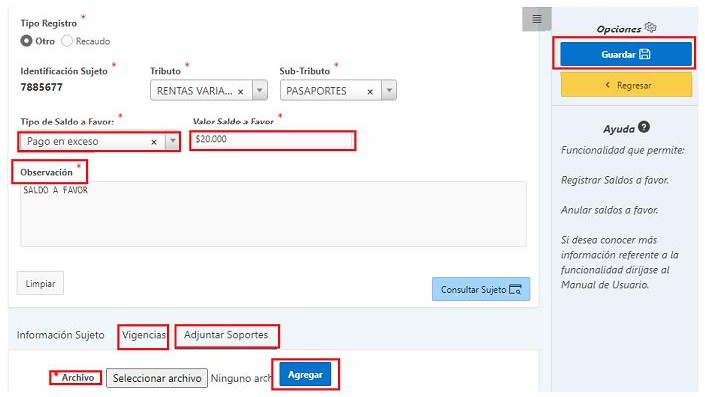 Tipo Registro *
Otro Recaudo
Identificación Sujeto * Tributo * Sub-Tributo *
7885677 RENTAS VARIA... × PASAPORTES ×
Tipo de Saldo a Favor: * Valor Saldo a Favor *
Pago en exceso × $20.000
Observación *
SALDO A FAVOR
Limpiar
Consultar Sujeto
Información Sujeto Vigencias Adjuntar Soportes
* Archivo Seleccionar archivo Ninguno arch Agregar
Opciones
Guardar
Regresar
Ayuda
Funcionalidad que permite:
Registrar Saldos a favor.
Anular saldos a favor.
Si desea conocer más
información referente a la
funcionalidad diríjase al
Manual de Usuario.